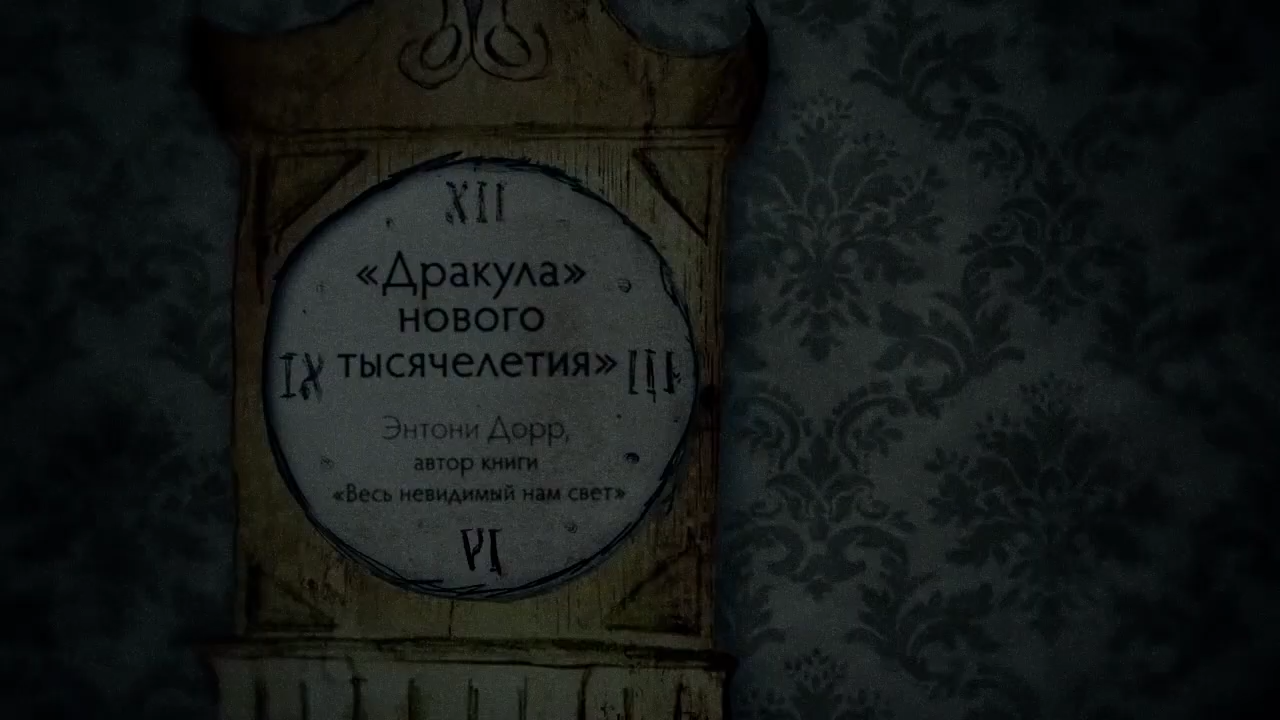 XII
«Дракула»
нового
IX тысячелетия» III
Энтони Дорр,
автор книги
«Весь невидимый нам свет»
VI